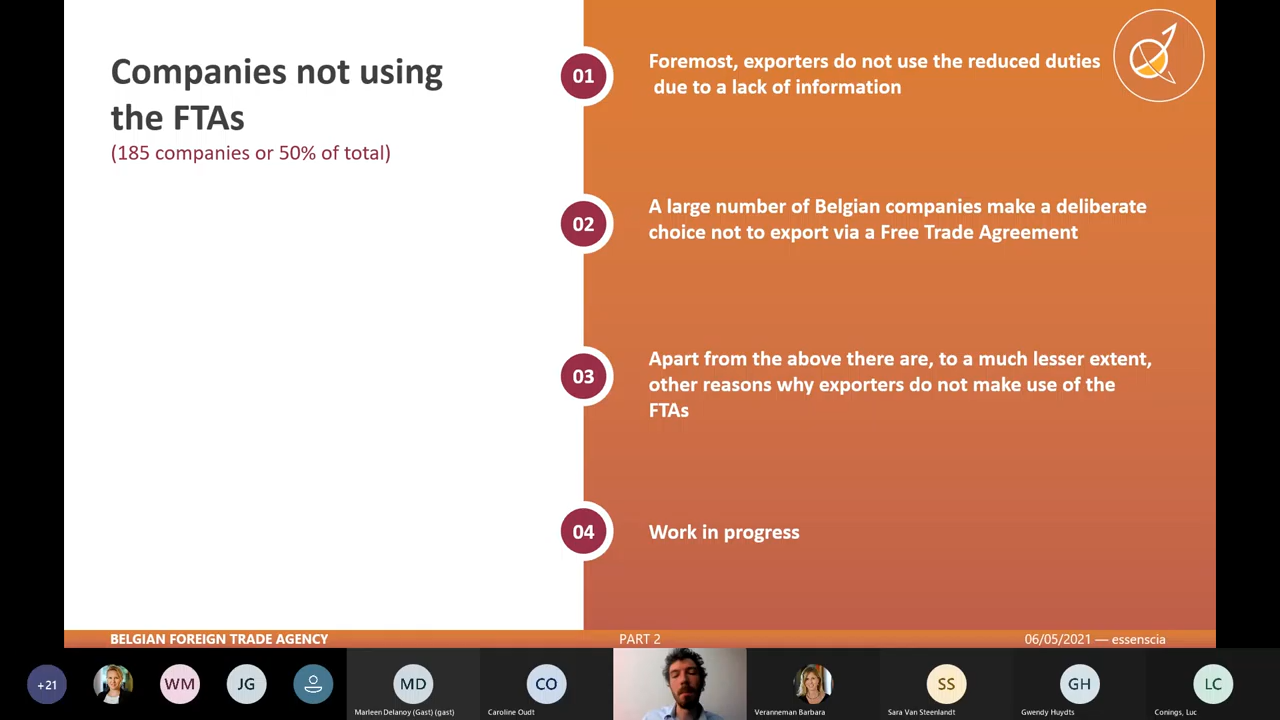 Companies not using
the FTAs
(185 companies or 50% of total)
01
Foremost, exporters do not use the reduced duties
due to a lack of information
02
A large number of Belgian companies make a deliberate
choice not to export via a Free Trade Agreement
03
Apart from the above there are, to a much lesser extent,
other reasons why exporters do not make use of the
FTAs
04
Work in progress
BELGIAN FOREIGN TRADE AGENCY
PART 2
06/05/2021 — essenscia
+21
WM
JG
MD
Marleen Delanoy (Gast) (gast)
CO
Caroline Oudt
Veranneman Barbara
SS
Sara Van Steenlandt
GH
Gwendy Huydts
LC
Conings, Luc